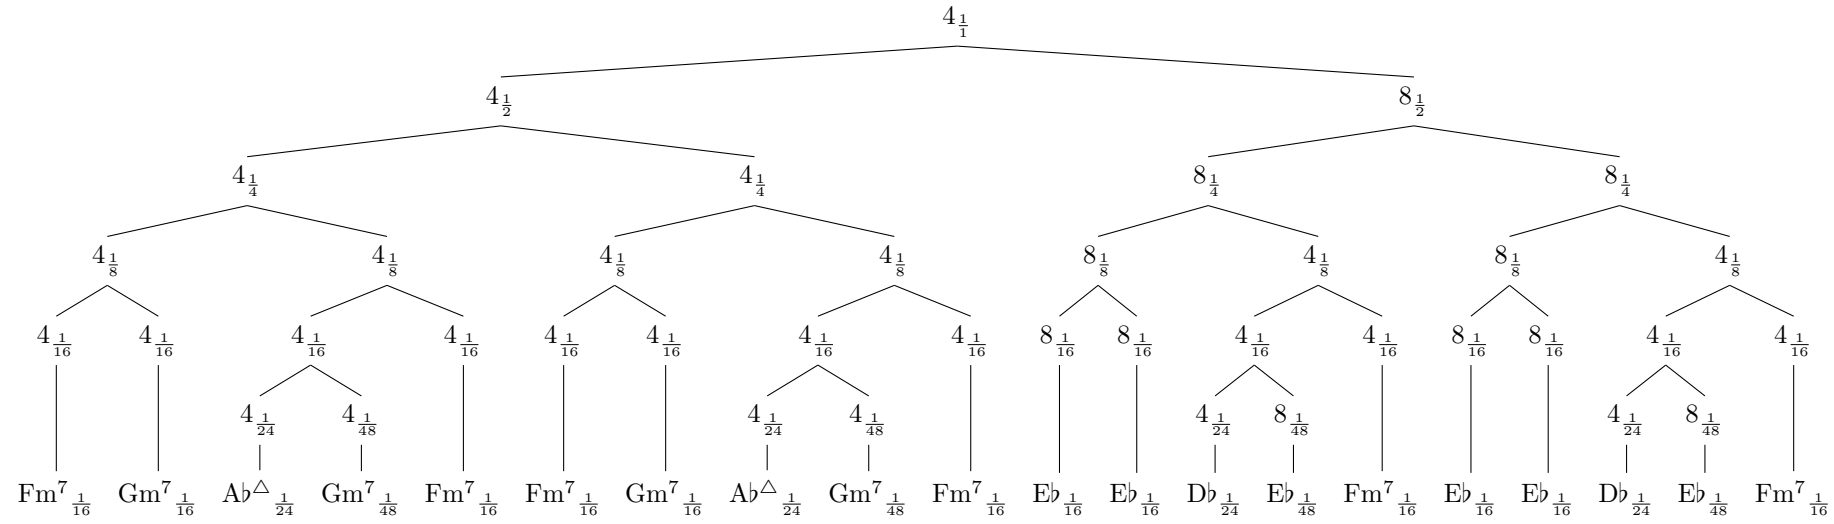 4 1/1
4 1/2 8 1/2
4 1/4 4 1/4 8 1/4 8 1/4
4 1/8 4 1/8 4 1/8 4 1/8 8 1/8 4 1/8 8 1/8 4 1/8
4 1/16 4 1/16 4 1/16 4 1/16 4 1/16 4 1/16 4 1/16 4 1/16 8 1/16 8 1/16 4 1/16 4 1/16 8 1/16 8 1/16 4 1/16 4 1/16
4 1/24 4 1/48 4 1/24 4 1/48 4 1/24 8 1/48 4 1/24 8 1/48
Fm⁷ 1/16 Gm⁷ 1/16 A♭△ 1/24 Gm⁷ 1/48 Fm⁷ 1/16 Fm⁷ 1/16 Gm⁷ 1/16 A♭△ 1/24 Gm⁷ 1/48 Fm⁷ 1/16 E♭ 1/16 E♭ 1/16 D♭ 1/24 E♭ 1/48 Fm⁷ 1/16 E♭ 1/16 E♭ 1/16 D♭ 1/24 E♭ 1/48 Fm⁷ 1/16